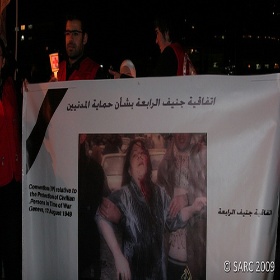 اتفاقية جنيف الرابعة بشأن حماية المدنيين
Convention (IV) relative to
the Protection of Civilian
Persons in Time of War
Geneva, 12 August 1949
اتفاقية جنيف الرابعة
© SARC 2009